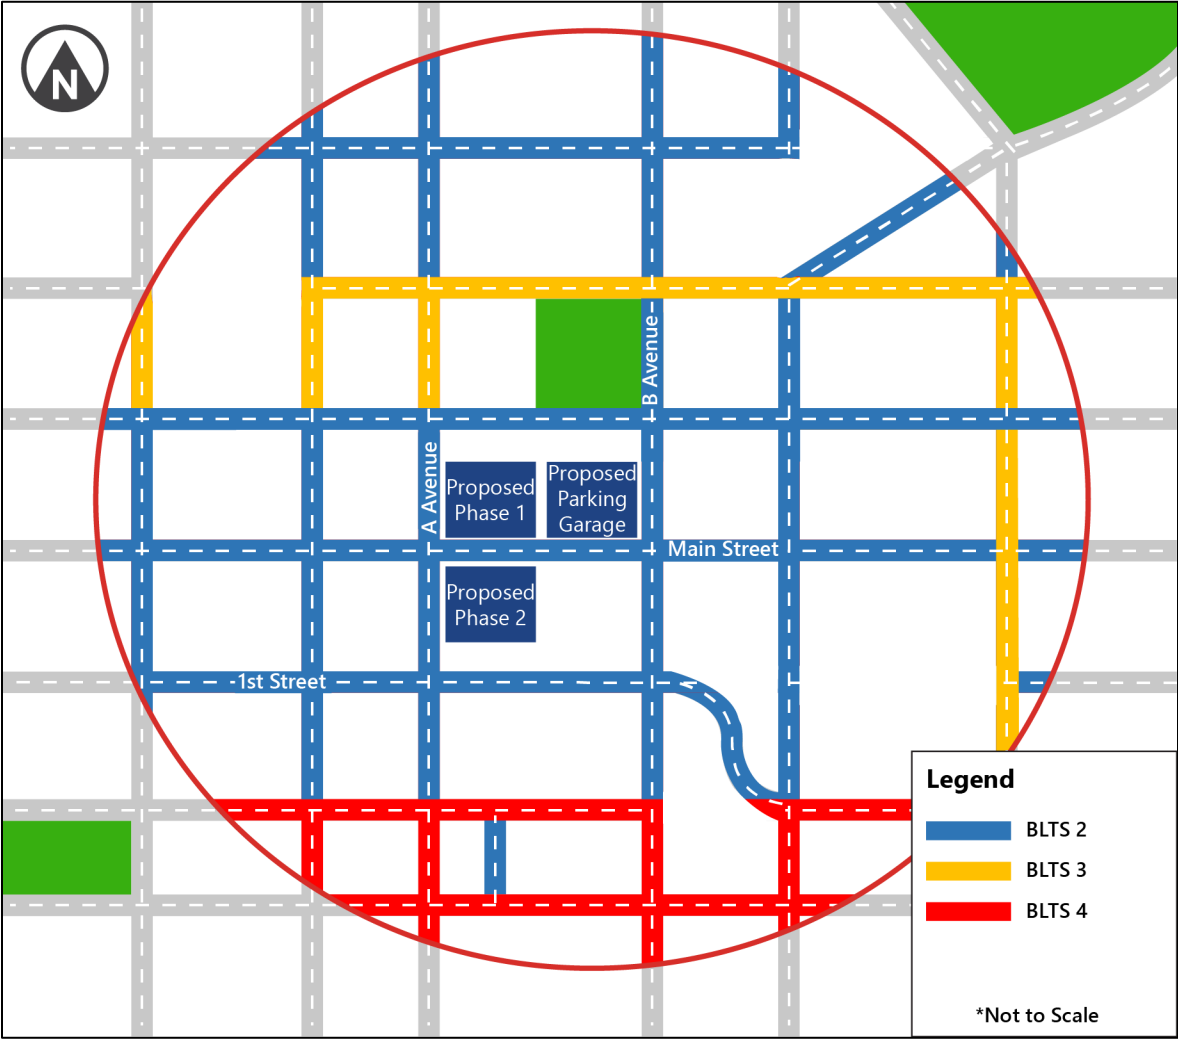 N
B Avenue
A Avenue
Proposed
Phase 1
Proposed
Parking
Garage
Main Street
Proposed
Phase 2
1st Street
Legend
BLTS 2
BLTS 3
BLTS 4
*Not to Scale